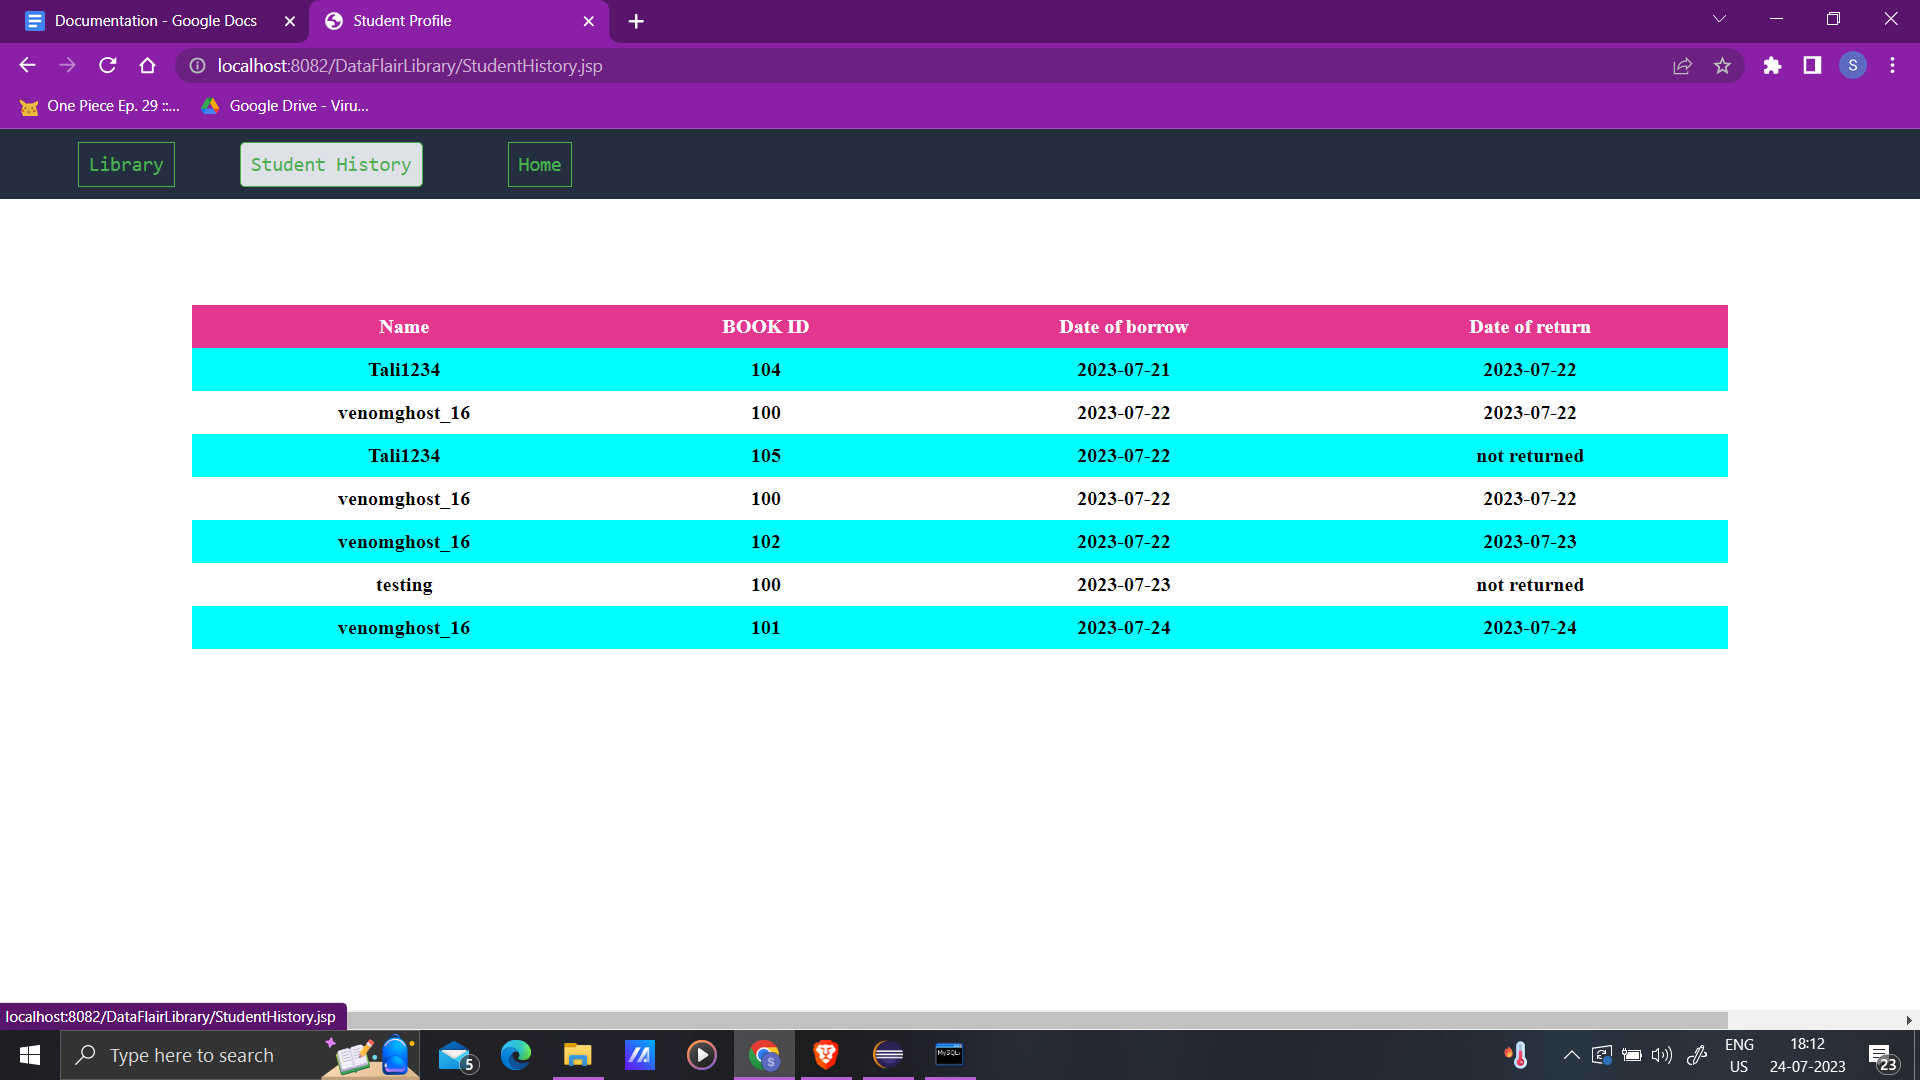 Documentation - Google Docs
Student Profile
localhost:8082/DataFlairLibrary/StudentHistory.jsp
S
One Piece Ep. 29 ::...
Google Drive - Viru...
Library
Student History
Home
Name BOOK ID Date of borrow Date of return
Tali1234 104 2023-07-21 2023-07-22
venomghost_16 100 2023-07-22 2023-07-22
Tali1234 105 2023-07-22 not returned
venomghost_16 100 2023-07-22 2023-07-22
venomghost_16 102 2023-07-22 2023-07-23
testing 100 2023-07-23 not returned
venomghost_16 101 2023-07-24 2023-07-24
localhost:8082/DataFlairLibrary/StudentHistory.jsp
Type here to search
5
S
ENG
US
18:12
24-07-2023
23